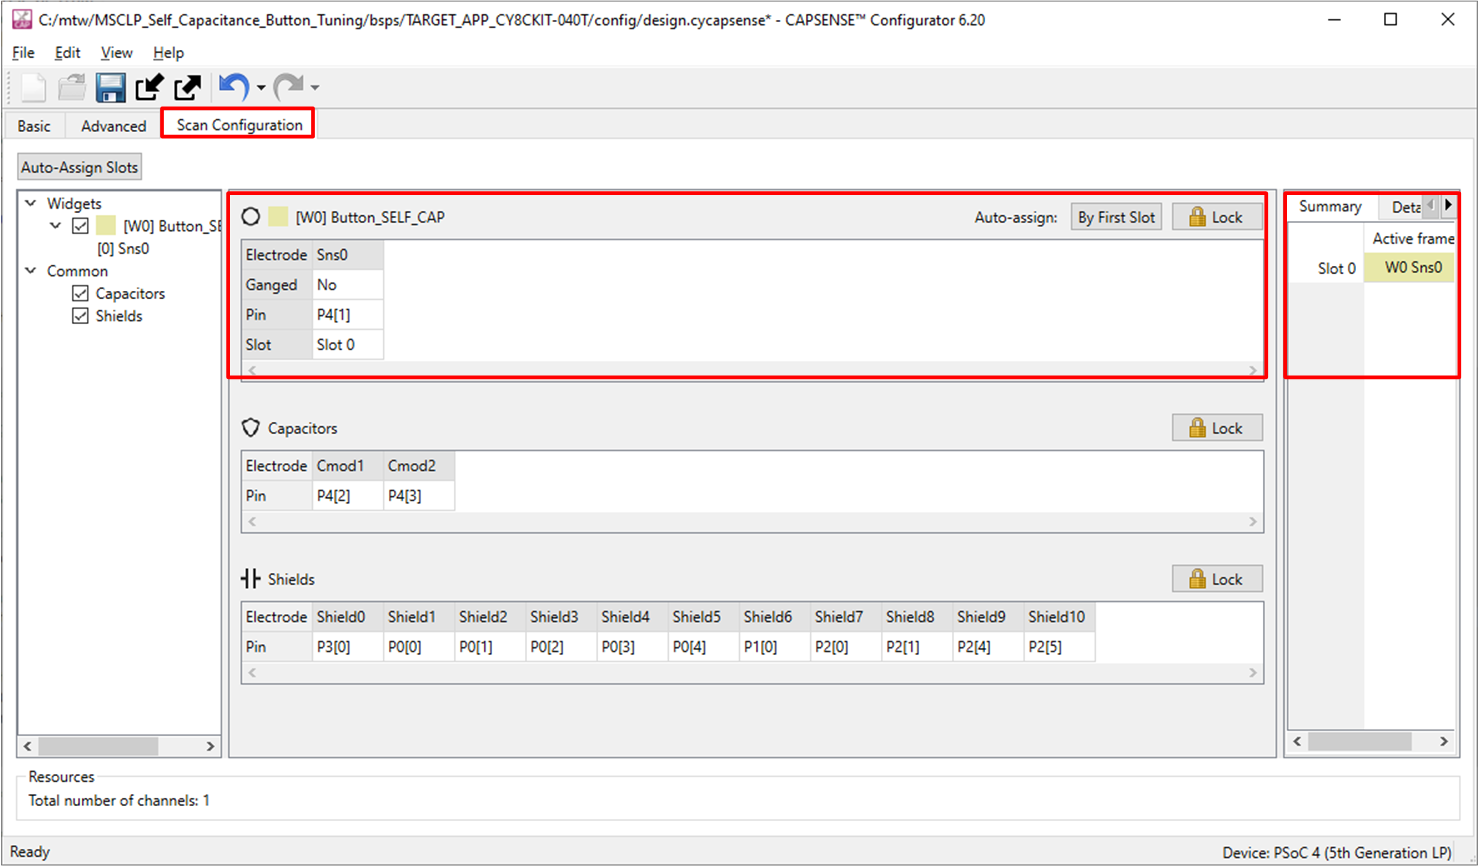 C:/mtw/MSCLP_Self_Capacitance_Button_Tuning/bsps/TARGET_APP_CY8CKIT-040T/config/design.cycapsense* - CAPSENSE™ Configurator 6.20
File Edit View Help
Basic Advanced Scan Configuration
Auto-Assign Slots
Widgets
[W0] Button_SE
[0] Sns0
Common
Capacitors
Shields
[W0] Button_SELF_CAP Auto-assign: By First Slot Lock
Electrode Sns0
Ganged No
Pin P4[1]
Slot Slot 0
Capacitors Lock
Electrode Cmod1 Cmod2
Pin P4[2] P4[3]
Shields Lock
Electrode Shield0 Shield1 Shield2 Shield3 Shield4 Shield5 Shield6 Shield7 Shield8 Shield9 Shield10
Pin P3[0] P0[0] P0[1] P0[2] P0[3] P0[4] P1[0] P2[0] P2[1] P2[4] P2[5]
Summary Deta
Active frame
Slot 0 W0 Sns0
Resources
Total number of channels: 1
Ready Device: PSoC 4 (5th Generation LP)